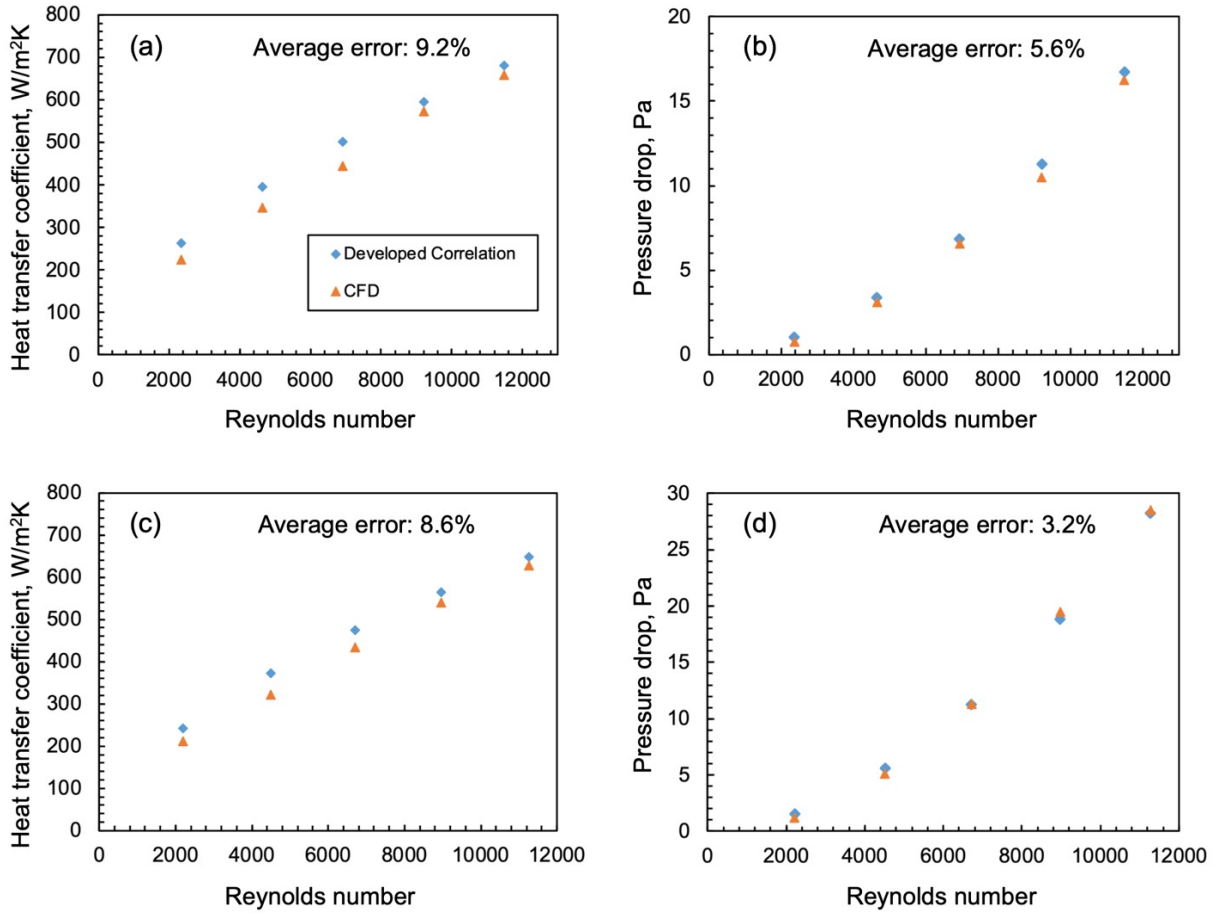 (a) Average error: 9.2%
Heat transfer coefficient, W/m²K
800
700
600
500
400
300
200
100
0
Developed Correlation
CFD
0 2000 4000 6000 8000 10000 12000
Reynolds number
(b) Average error: 5.6%
Pressure drop, Pa
20
15
10
5
0
0 2000 4000 6000 8000 10000 12000
Reynolds number
(c) Average error: 8.6%
Heat transfer coefficient, W/m²K
800
700
600
500
400
300
200
100
0
0 2000 4000 6000 8000 10000 12000
Reynolds number
(d) Average error: 3.2%
Pressure drop, Pa
30
25
20
15
10
5
0
0 2000 4000 6000 8000 10000 12000
Reynolds number